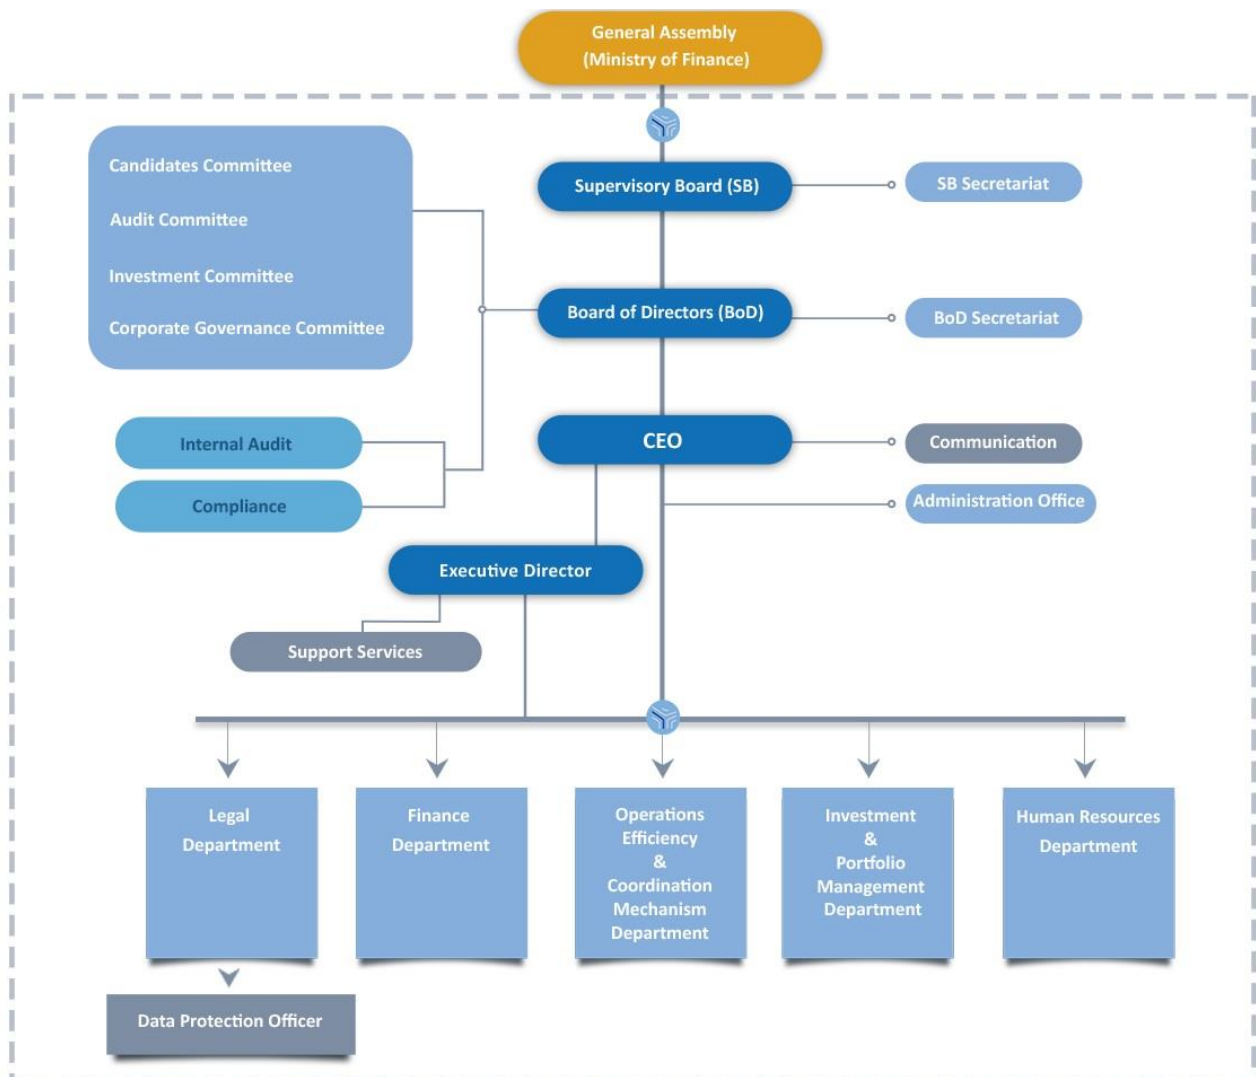 General Assembly
(Ministry of Finance)
Candidates Committee
Audit Committee
Investment Committee
Corporate Governance Committee
Supervisory Board (SB)
SB Secretariat
Board of Directors (BoD)
BoD Secretariat
Internal Audit
Compliance
CEO
Communication
Administration Office
Executive Director
Support Services
Legal
Department
Finance
Department
Operations
Efficiency
&
Coordination
Mechanism
Department
Investment
&
Portfolio
Management
Department
Human Resources
Department
Data Protection Officer